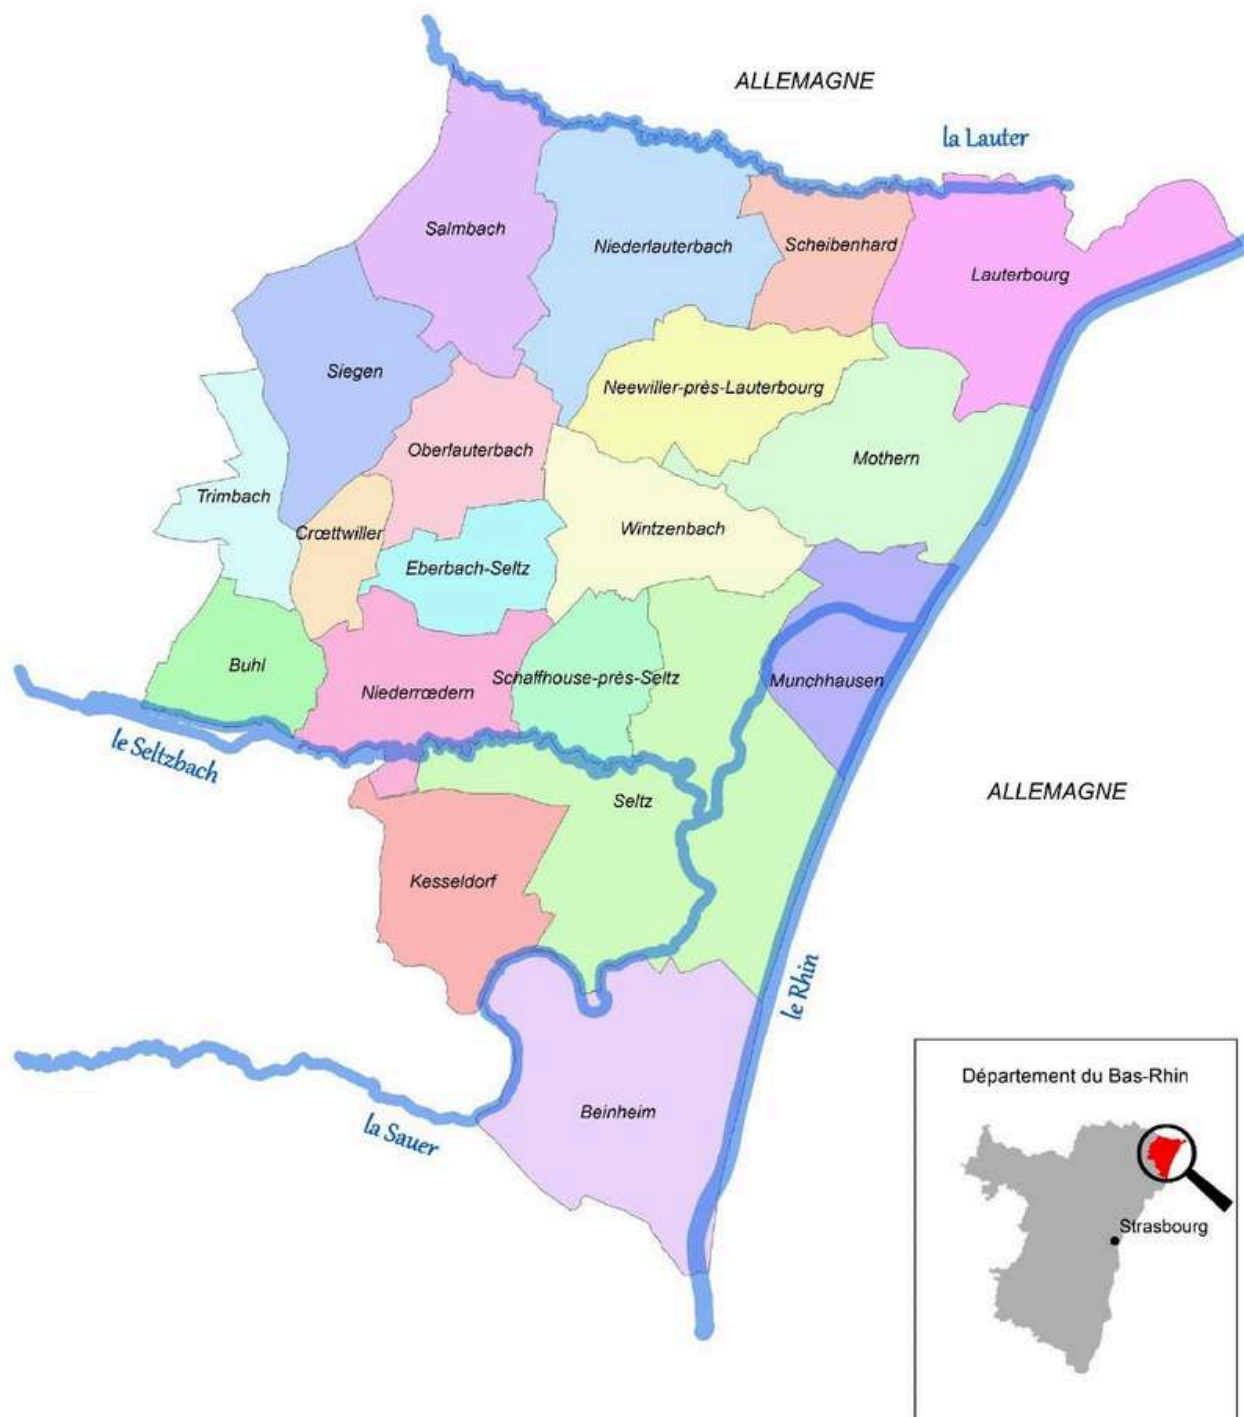 ALLEMAGNE
la Lauter
Salmbach
Niederlauterbach
Scheibenhard
Lauterbourg
Siegen
Neewiller-près-Lauterbourg
Oberlauterbach
Mothern
Trimbach
Crœttwiller
Wintzenbach
Eberbach-Seltz
Buhl
Schaffhouse-près-Seltz
Munchhausen
Niederrœdern
le Seltzbach
ALLEMAGNE
Seltz
Kesseldorf
le Rhin
Beinheim
la Sauer
Département du Bas-Rhin
Strasbourg